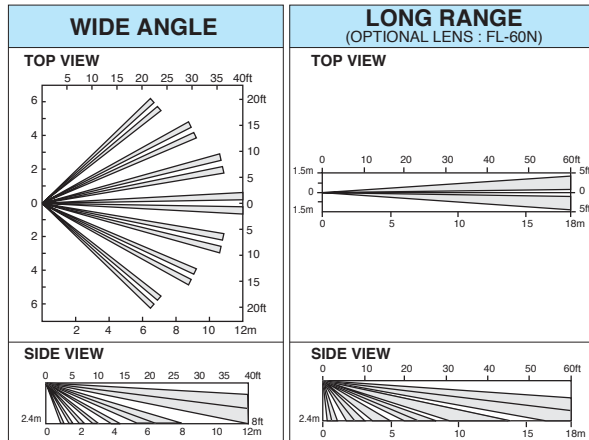 WIDE ANGLE
TOP VIEW
5 10 15 20 25 30 35 40ft
6
4
2
0
2
4
6
20ft
15
10
5
0
5
10
15
20ft
2 4 6 8 10 12m
SIDE VIEW
0 5 10 15 20 25 30 35 40ft
2.4m
8ft
0 2 4 6 8 10 12m
LONG RANGE
(OPTIONAL LENS : FL-60N)
TOP VIEW
0 10 20 30 40 50 60ft
1.5m
0
1.5m
5ft
0
5ft
0 5 10 15 18m
SIDE VIEW
0 10 20 30 40 50 60ft
2.4m
0 5 10 15 18m